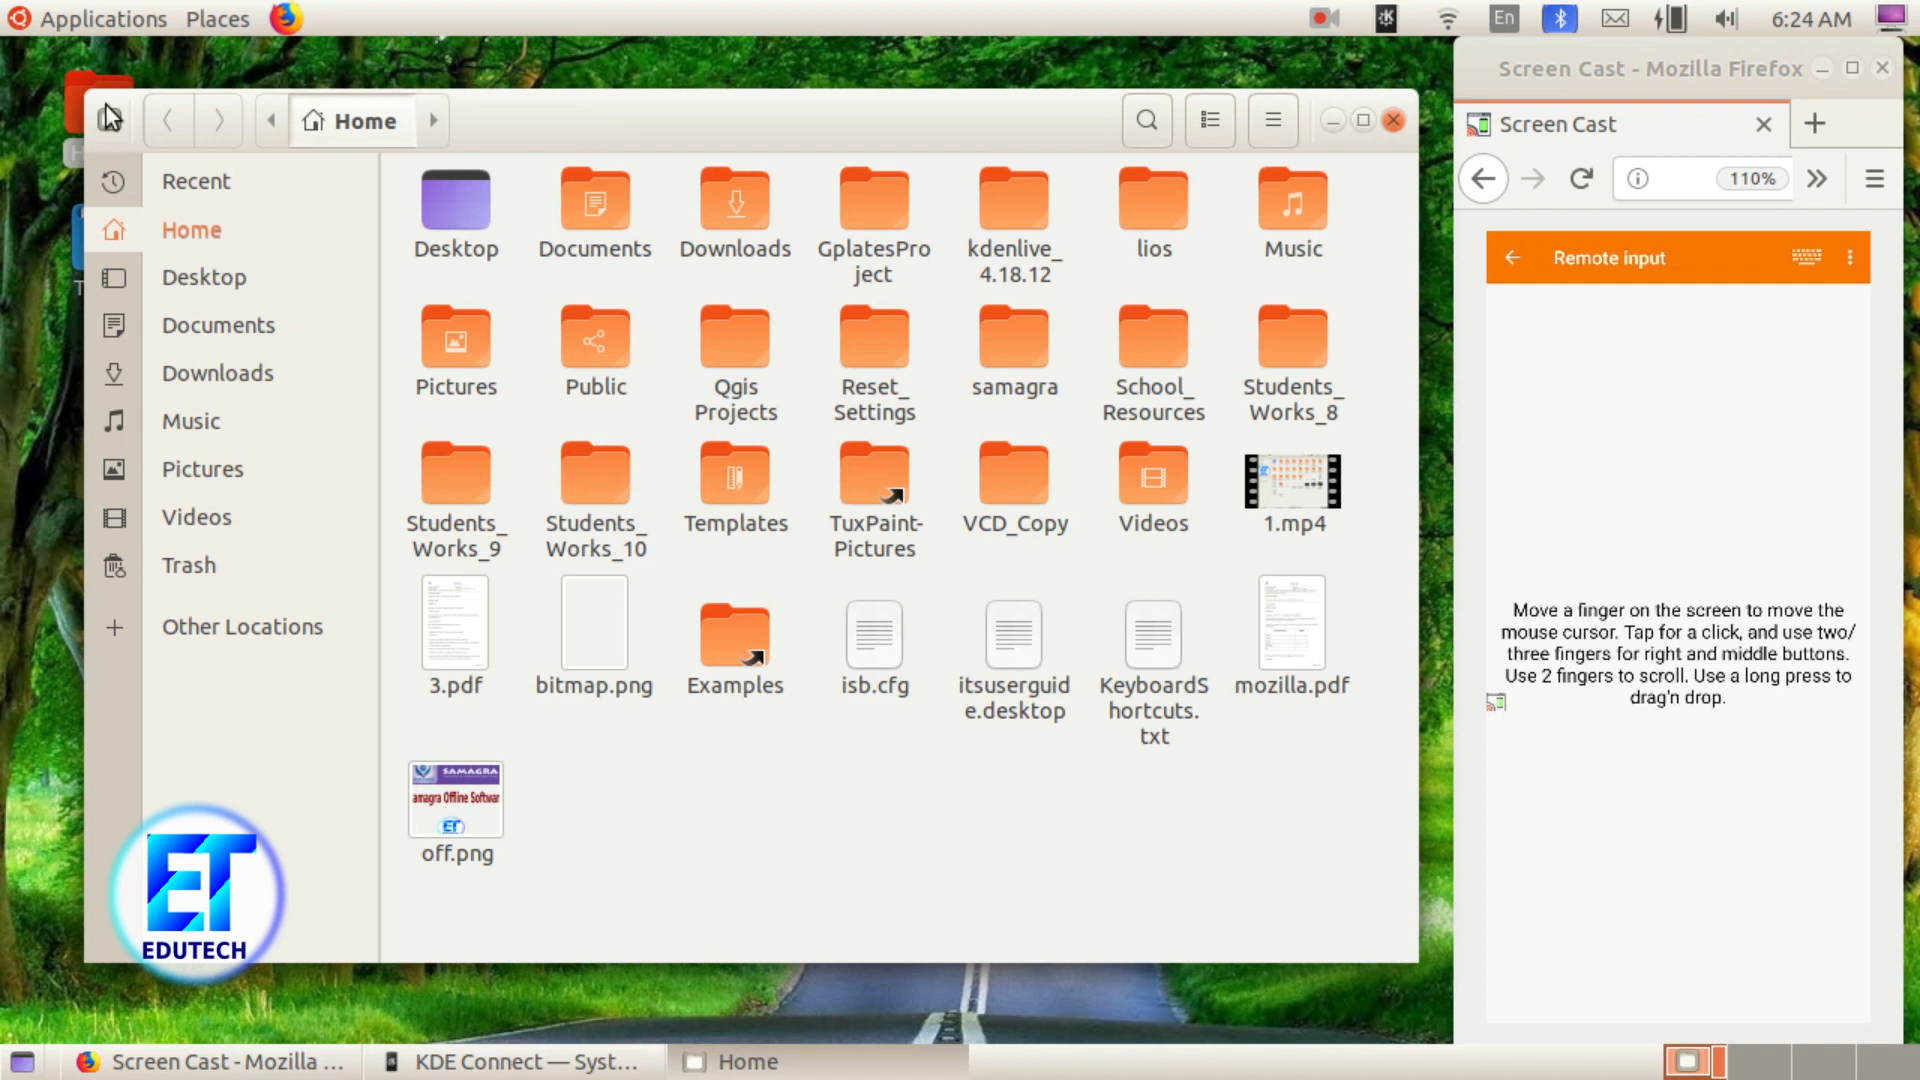 Applications Places
En
6:24 AM
Home
Recent
Home
Desktop
Documents
Downloads
Music
Pictures
Videos
Trash
Other Locations
Desktop
Documents
Downloads
GplatesPro
ject
kdenlive_
4.18.12
lios
Music
Pictures
Public
Qgis
Projects
Reset_
Settings
samagra
School_
Resources
Students_
Works_8
Students_
Works_9
Students_
Works_10
Templates
TuxPaint-
Pictures
VCD_Copy
Videos
1.mp4
3.pdf
bitmap.png
Examples
isb.cfg
itsuserguid
e.desktop
KeyboardS
hortcuts.
txt
mozilla.pdf
SAMAGRA
amagra Offline Softwar
ET
off.png
ET
EDUTECH
Screen Cast - Mozilla Firefox
Screen Cast
110%
Remote input
Move a finger on the screen to move the
mouse cursor. Tap for a click, and use two/
three fingers for right and middle buttons.
Use 2 fingers to scroll. Use a long press to
drag'n drop.
Screen Cast - Mozilla ...
KDE Connect — Syst...
Home